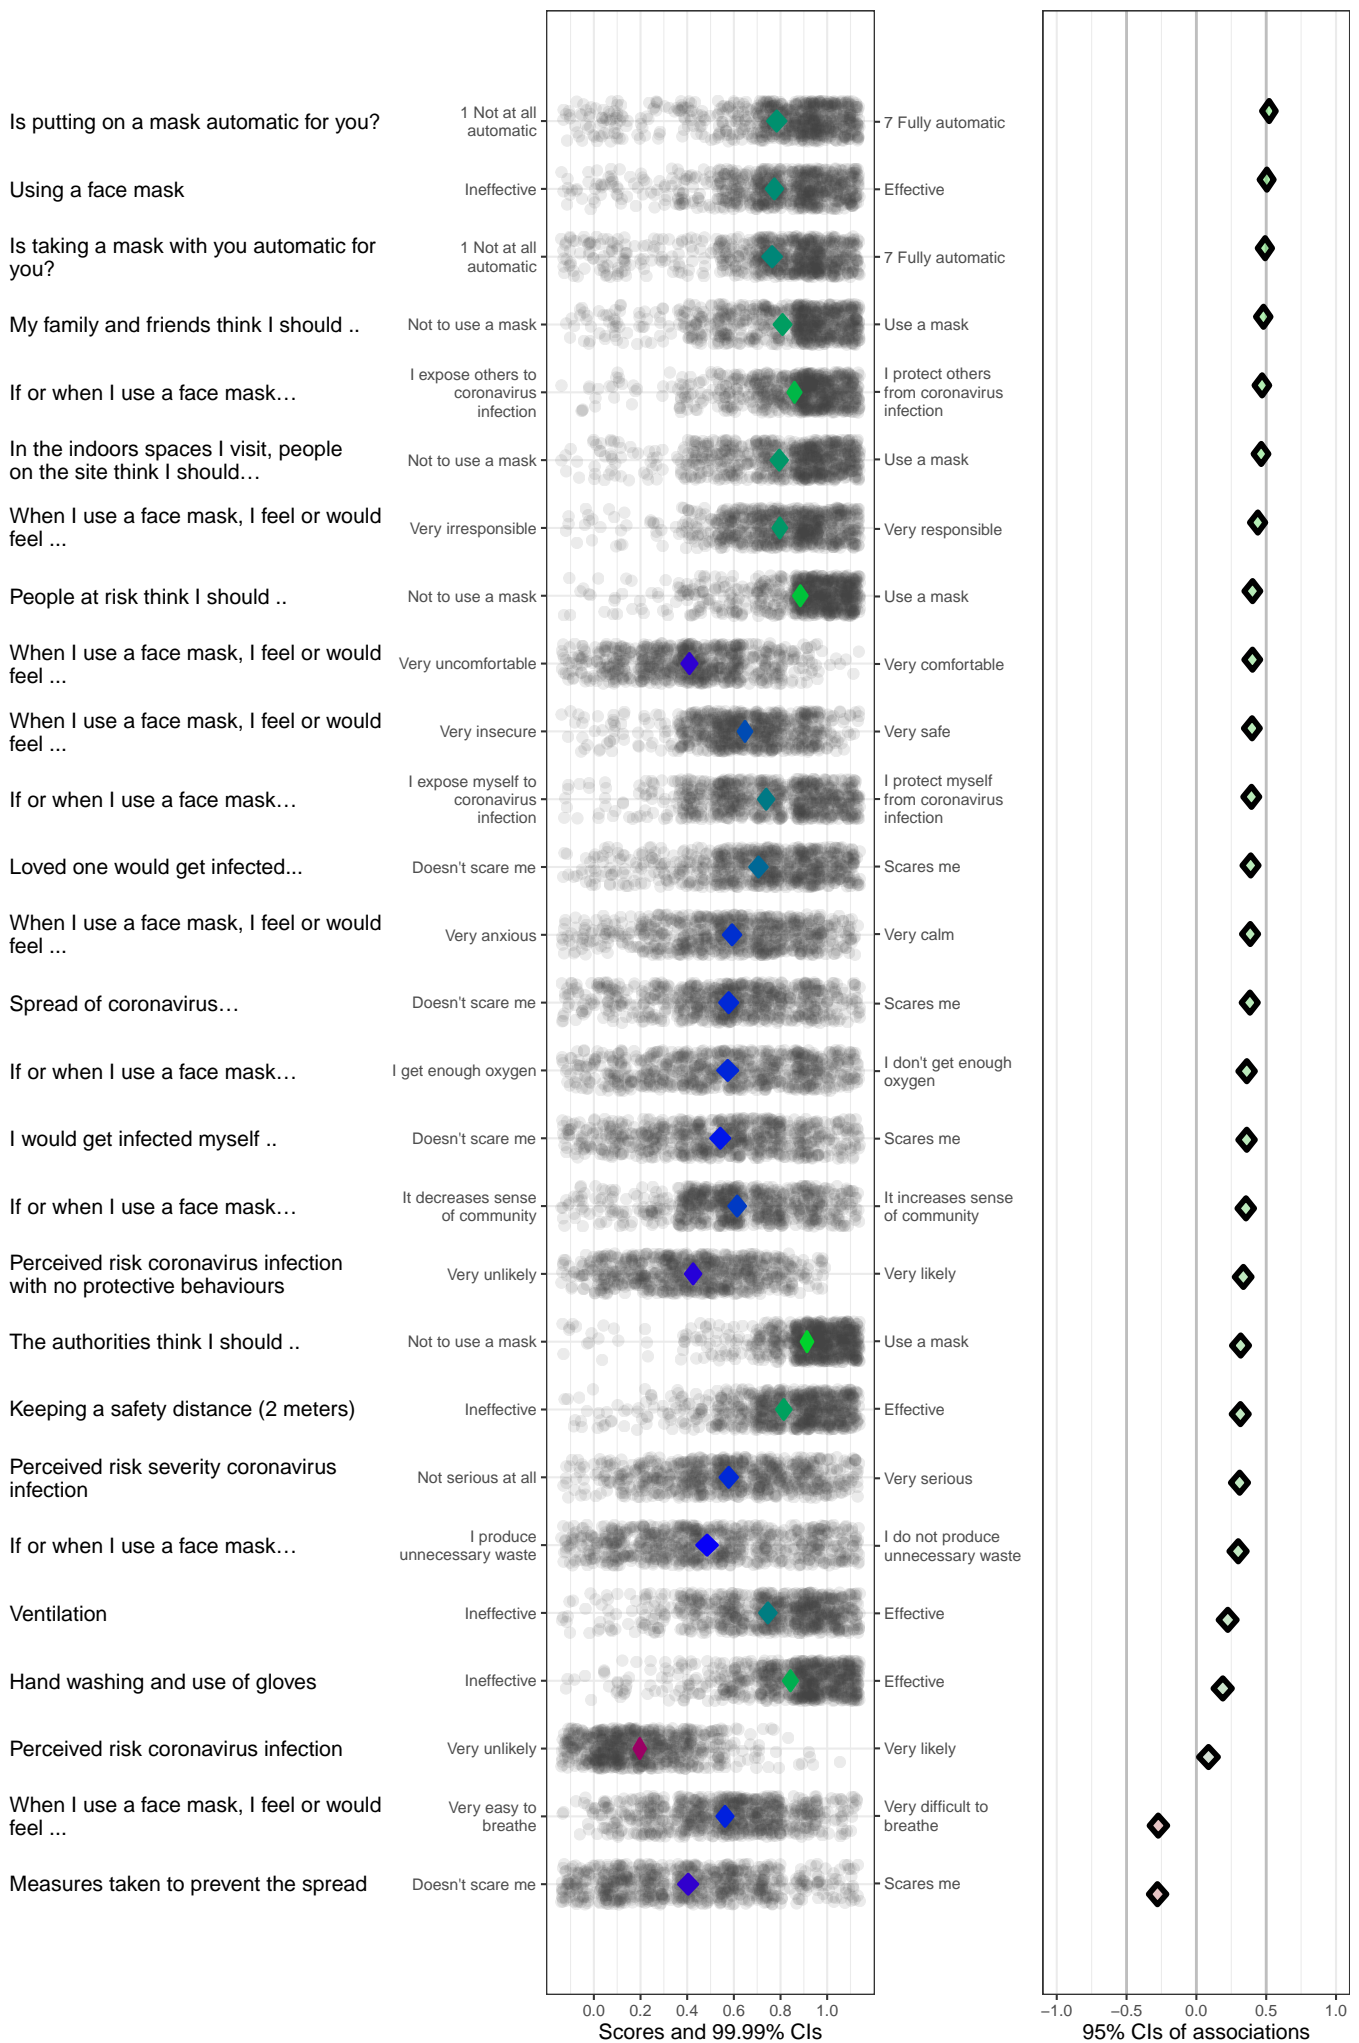 Is putting on a mask automatic for you?
1 Not at all
automatic
7 Fully automatic
Using a face mask
Ineffective
Effective
Is taking a mask with you automatic for
you?
1 Not at all
automatic
7 Fully automatic
My family and friends think I should ..
Not to use a mask
Use a mask
If or when I use a face mask…
I expose others to
coronavirus
infection
I protect others
from coronavirus
infection
In the indoors spaces I visit, people
on the site think I should…
Not to use a mask
Use a mask
When I use a face mask, I feel or would
feel ...
Very irresponsible
Very responsible
People at risk think I should ..
Not to use a mask
Use a mask
When I use a face mask, I feel or would
feel ...
Very uncomfortable
Very comfortable
When I use a face mask, I feel or would
feel ...
Very insecure
Very safe
If or when I use a face mask…
I expose myself to
coronavirus
infection
I protect myself
from coronavirus
infection
Loved one would get infected...
Doesn't scare me
Scares me
When I use a face mask, I feel or would
feel ...
Very anxious
Very calm
Spread of coronavirus…
Doesn't scare me
Scares me
If or when I use a face mask…
I get enough oxygen
I don't get enough
oxygen
I would get infected myself ..
Doesn't scare me
Scares me
If or when I use a face mask…
It decreases sense
of community
It increases sense
of community
Perceived risk coronavirus infection
with no protective behaviours
Very unlikely
Very likely
The authorities think I should ..
Not to use a mask
Use a mask
Keeping a safety distance (2 meters)
Ineffective
Effective
Perceived risk severity coronavirus
infection
Not serious at all
Very serious
If or when I use a face mask…
I produce
unnecessary waste
I do not produce
unnecessary waste
Ventilation
Ineffective
Effective
Hand washing and use of gloves
Ineffective
Effective
Perceived risk coronavirus infection
Very unlikely
Very likely
When I use a face mask, I feel or would
feel ...
Very easy to
breathe
Very difficult to
breathe
Measures taken to prevent the spread
Doesn't scare me
Scares me
0.0 0.2 0.4 0.6 0.8 1.0
Scores and 99.99% CIs
−1.0 −0.5 0.0 0.5 1.0
95% CIs of associations